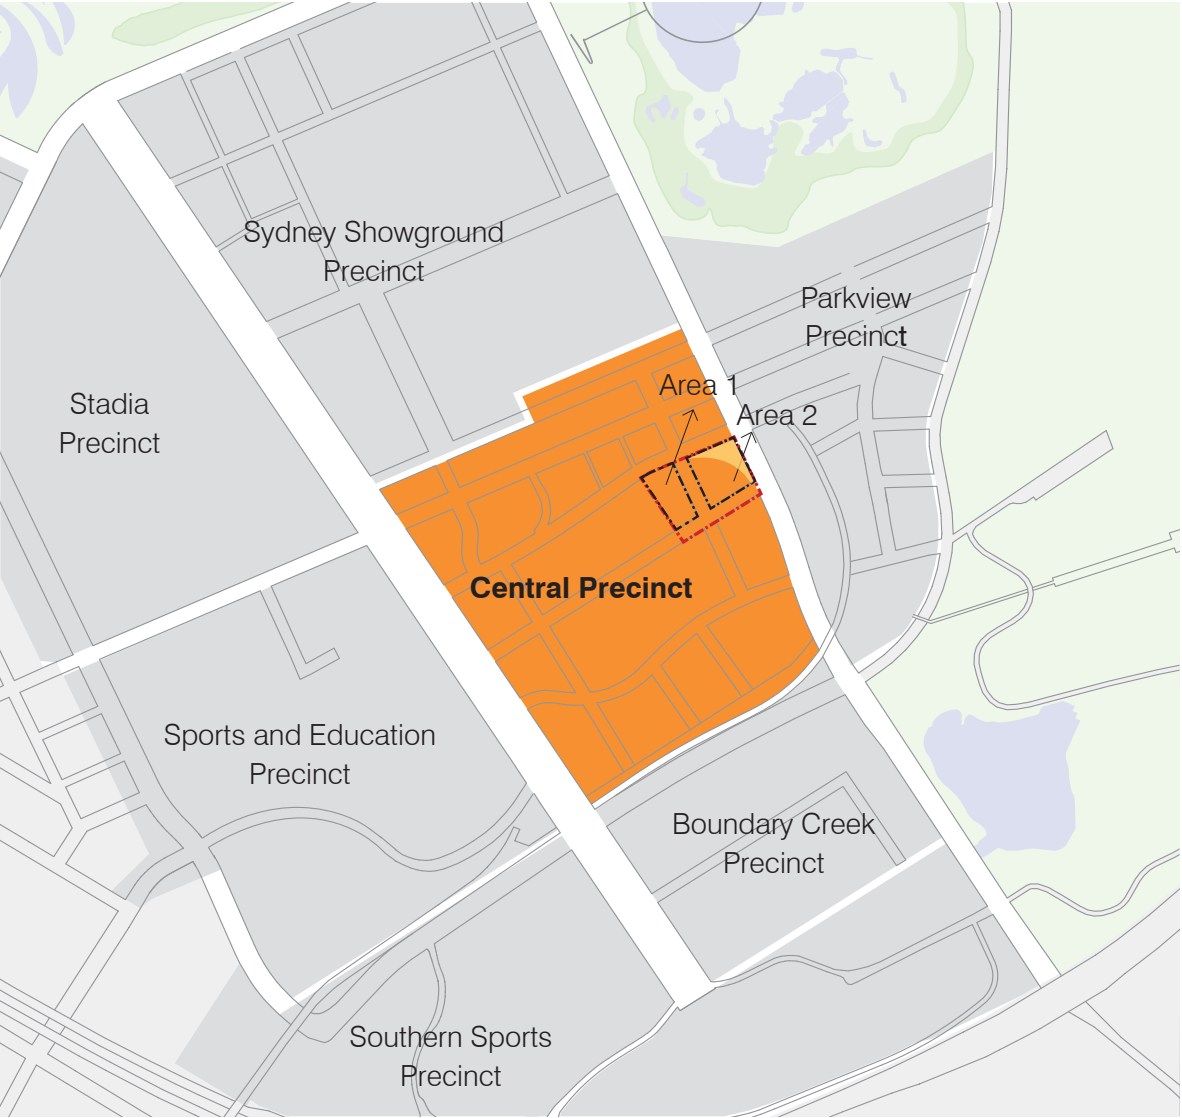 Sydney Showground
Precinct
Parkview
Precinct
Area 1
Area 2
Stadia
Precinct
Central Precinct
Sports and Education
Precinct
Boundary Creek
Precinct
Southern Sports
Precinct